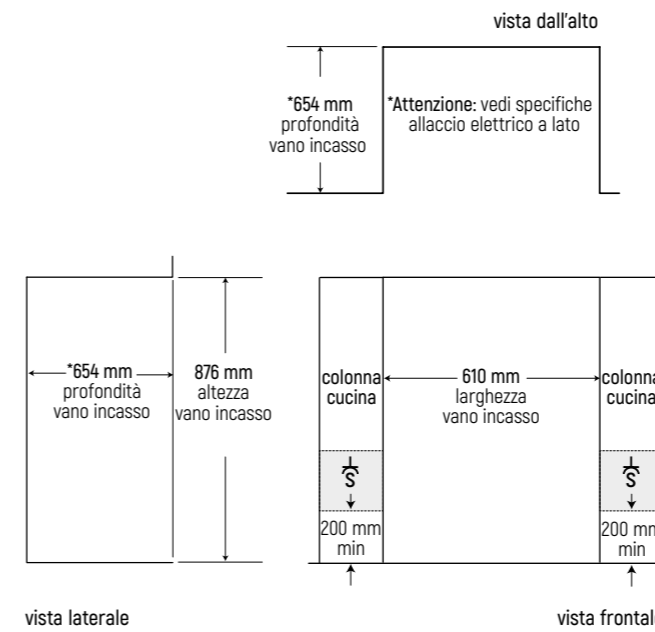 vista dall'alto
*654 mm
profondità
vano incasso
*Attenzione: vedi specifiche
allaccio elettrico a lato
*654 mm
profondità
vano incasso
876 mm
altezza
vano incasso
colonna
cucina
610 mm
larghezza
vano incasso
colonna
cucina
S
S
200 mm
min
200 mm
min
vista laterale
vista frontale